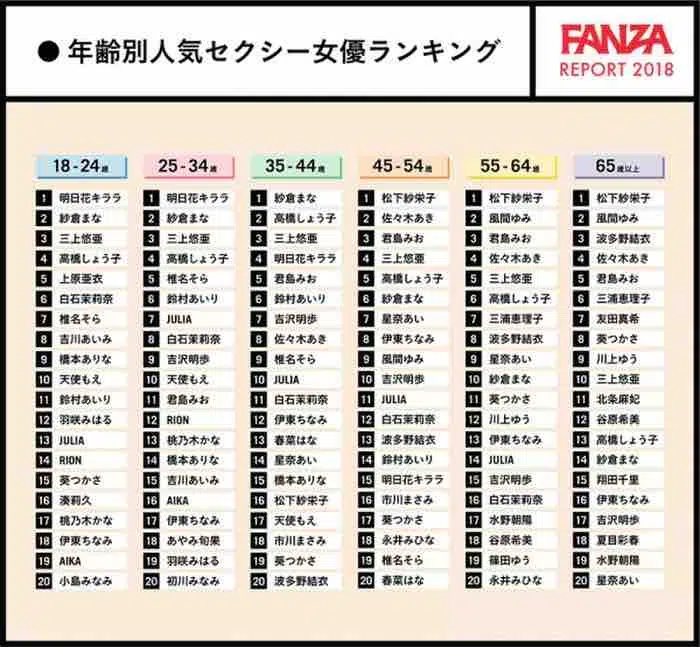 ● 年齢別人気セクシー女優ランキング
FANZA
REPORT 2018
18-24歳 25-34歳 35-44歳 45-54歳 55-64歳 65歳以上
1 明日花キララ 1 明日花キララ 1 紗倉まな 1 松下紗栄子 1 松下紗栄子 1 松下紗栄子
2 紗倉まな 2 紗倉まな 2 高橋しょう子 2 佐々木あき 2 風間ゆみ 2 風間ゆみ
3 三上悠亜 3 三上悠亜 3 三上悠亜 3 君島みお 3 君島みお 3 波多野結衣
4 高橋しょう子 4 高橋しょう子 4 明日花キララ 4 三上悠亜 4 佐々木あき 4 佐々木あき
5 上原亜衣 5 椎名そら 5 君島みお 5 高橋しょう子 5 三上悠亜 5 君島みお
6 白石茉莉奈 6 鈴村あいり 6 鈴村あいり 6 紗倉まな 6 高橋しょう子 6 三浦恵理子
7 椎名そら 7 JULIA 7 吉沢明歩 7 星奈あい 7 三浦恵理子 7 友田真希
8 吉川あいみ 8 白石茉莉奈 8 佐々木あき 8 伊東ちなみ 8 波多野結衣 8 葵つかさ
9 橋本ありな 9 吉沢明歩 9 椎名そら 9 風間ゆみ 9 星奈あい 9 川上ゆう
10 天使もえ 10 天使もえ 10 JULIA 10 吉沢明歩 10 紗倉まな 10 三上悠亜
11 鈴村あいり 11 君島みお 11 白石茉莉奈 11 JULIA 11 葵つかさ 11 北条麻妃
12 羽咲みはる 12 RION 12 伊東ちなみ 12 白石茉莉奈 12 川上ゆう 12 谷原希美
13 JULIA 13 桃乃木かな 13 春菜はな 13 波多野結衣 13 伊東ちなみ 13 高橋しょう子
14 RION 14 橋本ありな 14 星奈あい 14 鈴村あいり 14 JULIA 14 紗倉まな
15 葵つかさ 15 吉川あいみ 15 橋本ありな 15 明日花キララ 15 吉沢明歩 15 翔田千里
16 湊莉久 16 AIKA 16 松下紗栄子 16 市川まさみ 16 白石茉莉奈 16 伊東ちなみ
17 桃乃木かな 17 伊東ちなみ 17 天使もえ 17 葵つかさ 17 水野朝陽 17 吉沢明歩
18 伊東ちなみ 18 あやみ旬果 18 市川まさみ 18 永井みひな 18 谷原希美 18 夏目彩春
19 AIKA 19 羽咲みはる 19 葵つかさ 19 椎名そら 19 篠田ゆう 19 水野朝陽
20 小島みなみ 20 初川みなみ 20 波多野結衣 20 春菜はな 20 永井みひな 20 星奈あい